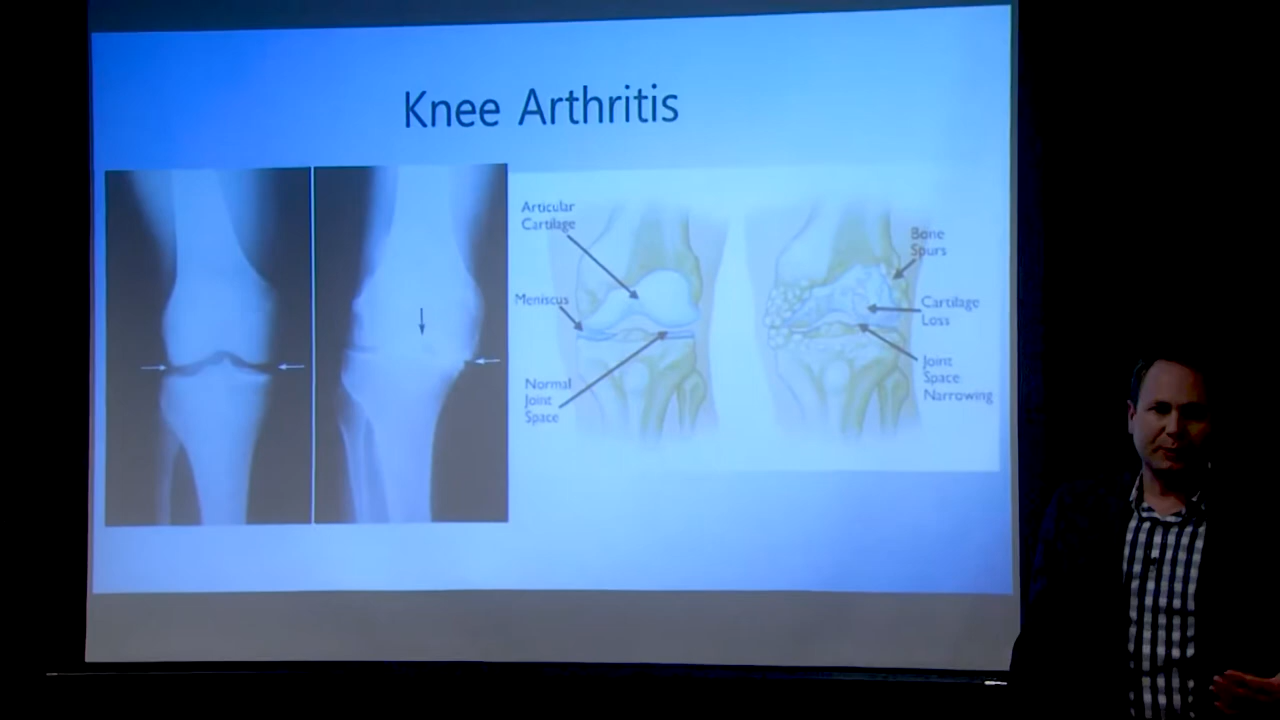 Knee Arthritis
Articular
Cartilage
Meniscus
Normal
Joint
Space
Bone
Spurs
Cartilage
Loss
Joint
Space
Narrowing